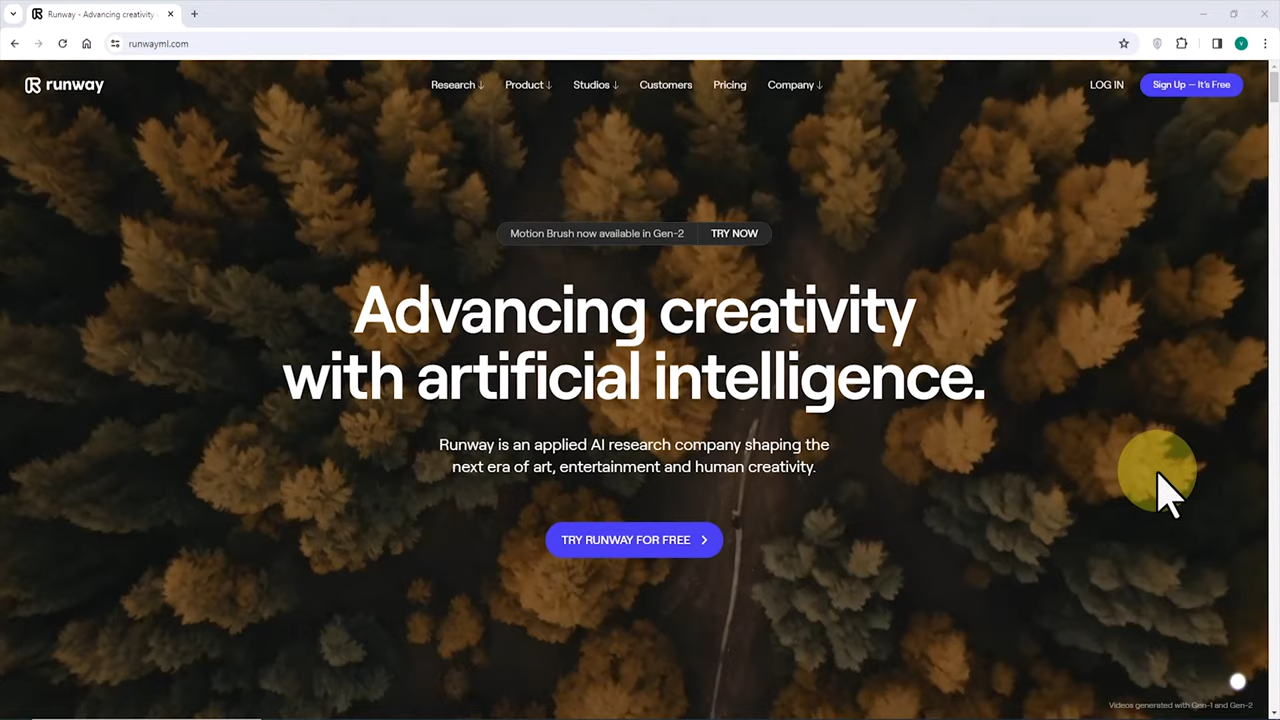 Runway - Advancing creativity
runwayml.com
runway
Research
Product
Studios
Customers
Pricing
Company
LOG IN
Sign Up — It's Free
Motion Brush now available in Gen-2
TRY NOW
Advancing creativity
with artificial intelligence.
Runway is an applied AI research company shaping the
next era of art, entertainment and human creativity.
TRY RUNWAY FOR FREE
Videos generated with Gen-1 and Gen-2